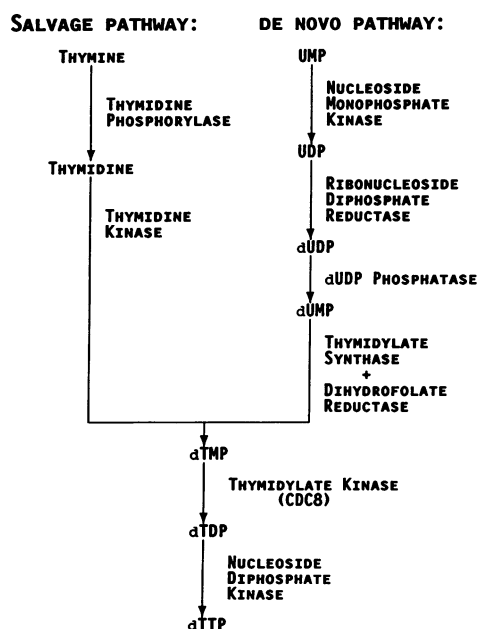 SALVAGE PATHWAY:
THYMINE
THYMIDINE
PHOSPHORYLASE
THYMIDINE
THYMIDINE
KINASE
DE NOVO PATHWAY:
UMP
NUCLEOSIDE
MONOPHOSPHATE
KINASE
UDP
RIBONUCLEOSIDE
DIPHOSPHATE
REDUCTASE
dUDP
dUDP PHOSPHATASE
dUMP
THYMIDYLATE
SYNTHASE
+
DIHYDROFOLATE
REDUCTASE
dTMP
THYMIDYLATE KINASE
(CDC8)
dTDP
NUCLEOSIDE
DIPHOSPHATE
KINASE
dTTP